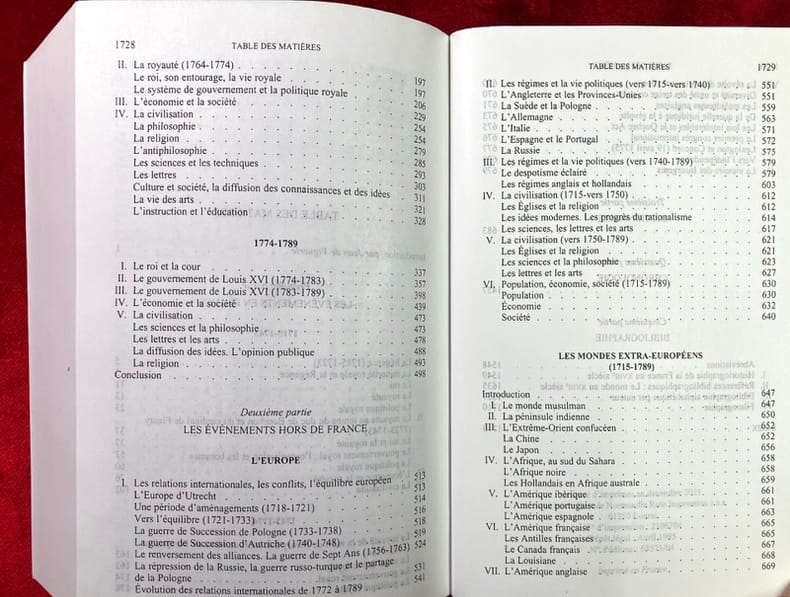 1728
TABLE DES MATIÈRES
II. La royauté (1764-1774) 197
Le roi, son entourage, la vie royale 197
Le système de gouvernement et la politique royale 206
III. L'économie et la société 229
IV. La civilisation 254
La philosophie 254
La religion 279
L'antiphilosophie 285
Les sciences et les techniques 293
Les lettres 303
Culture et société, la diffusion des connaissances et des idées 311
La vie des arts 321
L'instruction et l'éducation 328
1774-1789
I. Le roi et la cour 337
II. Le gouvernement de Louis XVI (1774-1783) 357
III. Le gouvernement de Louis XVI (1783-1789) 398
IV. L'économie et la société 439
V. La civilisation 473
Les sciences et la philosophie 473
Les lettres et les arts 478
La diffusion des idées. L'opinion publique 488
La religion 493
Conclusion 498
Deuxième partie
LES ÉVÉNEMENTS HORS DE FRANCE
L'EUROPE
I. Les relations internationales, les conflits, l'équilibre européen 513
L'Europe d'Utrecht 513
Une période d'aménagements (1718-1721) 514
Vers l'équilibre (1721-1733) 516
La guerre de Succession de Pologne (1733-1738) 518
La guerre de Succession d'Autriche (1740-1748) 519
Le renversement des alliances. La guerre de Sept Ans (1756-1763) 524
La répression de la Russie, la guerre russo-turque et le partage
de la Pologne 531
Évolution des relations internationales de 1772 à 1789 541
TABLE DES MATIÈRES
1729
II. Les régimes et la vie politiques (vers 1715-vers 1740) 551
L'Angleterre et les Provinces-Unies 551
La Suède et la Pologne 559
L'Allemagne 563
L'Italie 571
L'Espagne et le Portugal 572
La Russie 575
III. Les régimes et la vie politiques (vers 1740-1789) 579
Le despotisme éclairé 579
Les régimes anglais et hollandais 603
IV. La civilisation (1715-vers 1750) 612
Les Églises et la religion 612
Les idées modernes. Les progrès du rationalisme 614
Les sciences, les lettres et les arts 617
V. La civilisation (vers 1750-1789) 621
Les Églises et la religion 621
Les sciences et la philosophie 623
Les lettres et les arts 627
VI. Population, économie, société (1715-1789) 630
Population 630
Économie 632
Société 640
LES MONDES EXTRA-EUROPÉENS
(1715-1789)
Introduction 647
I. Le monde musulman 647
II. La péninsule indienne 650
III. L'Extrême-Orient confucéen 652
La Chine 652
Le Japon 656
IV. L'Afrique, au sud du Sahara 658
L'Afrique noire 658
Les Hollandais en Afrique australe 659
V. L'Amérique ibérique 661
L'Amérique portugaise 661
L'Amérique espagnole 663
VI. L'Amérique française 665
Les Antilles françaises 665
Le Canada français 667
La Louisiane 668
VII. L'Amérique anglaise 669